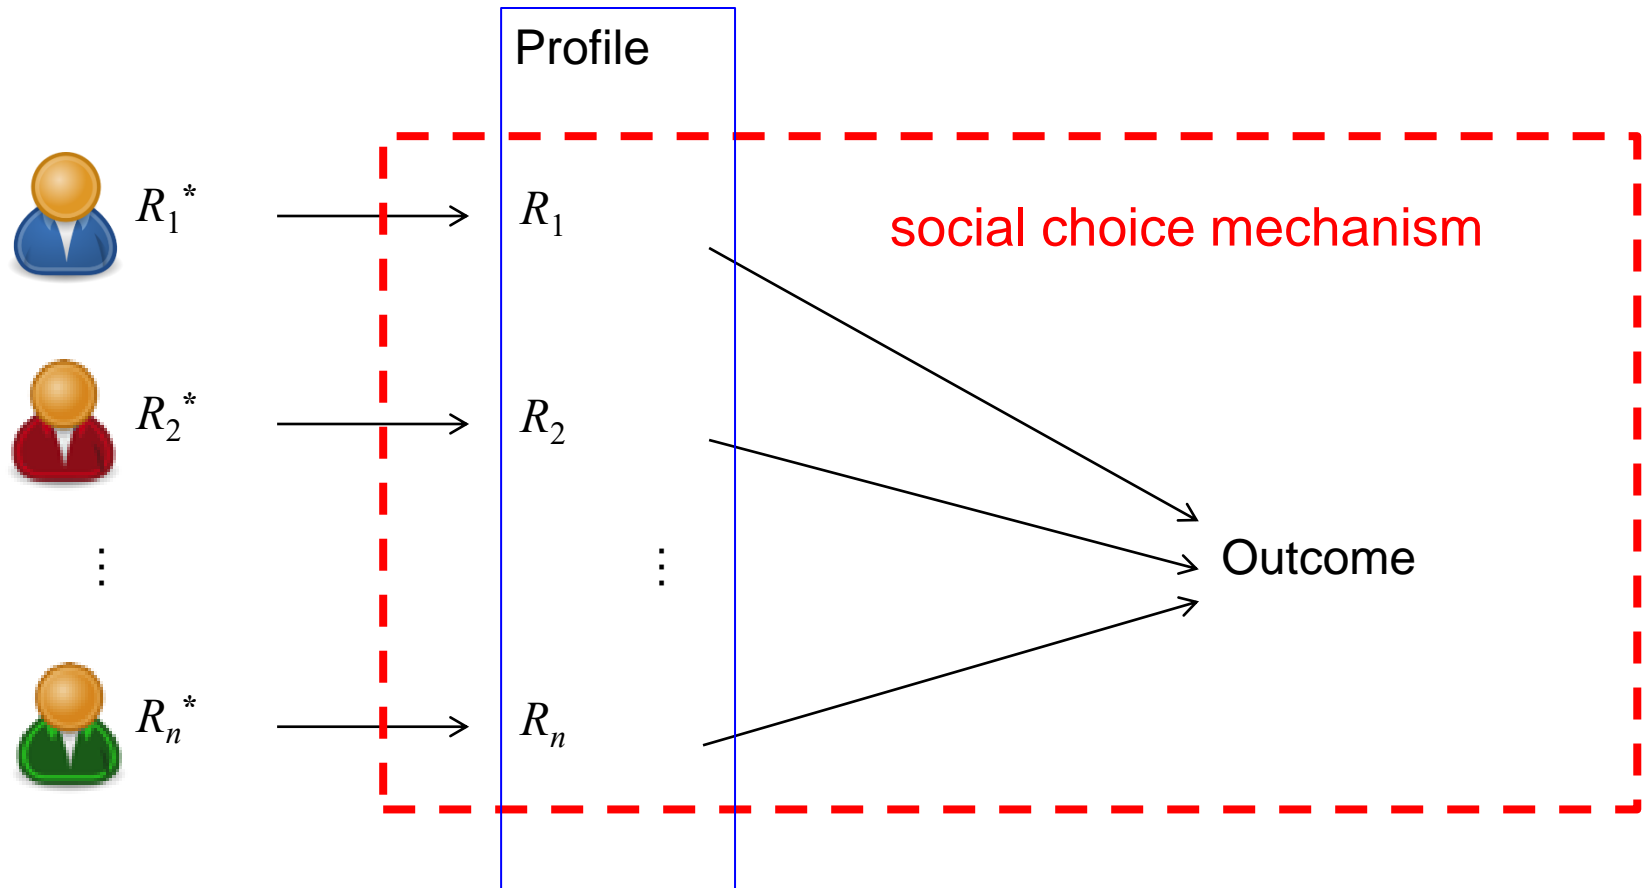 Profile
R₁* R₁ social choice mechanism
R₂* R₂
⋮ ⋮ Outcome
Rₙ* Rₙ